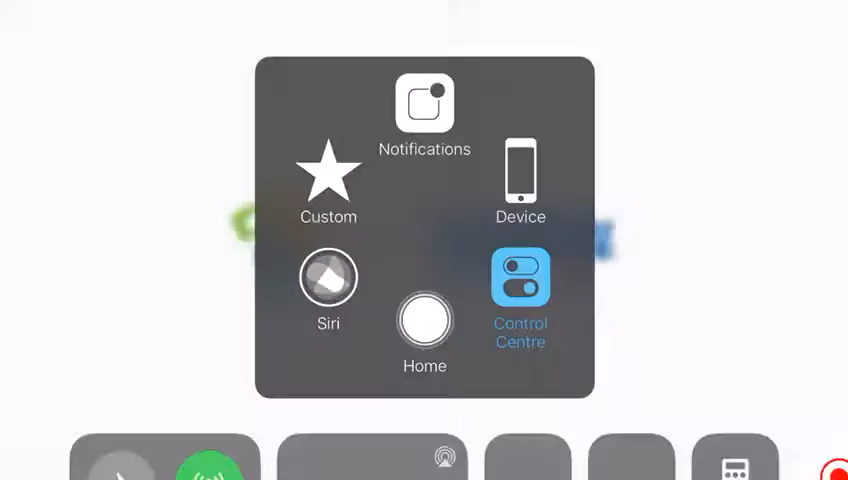 Notifications
Custom
Device
Siri
Control
Centre
Home